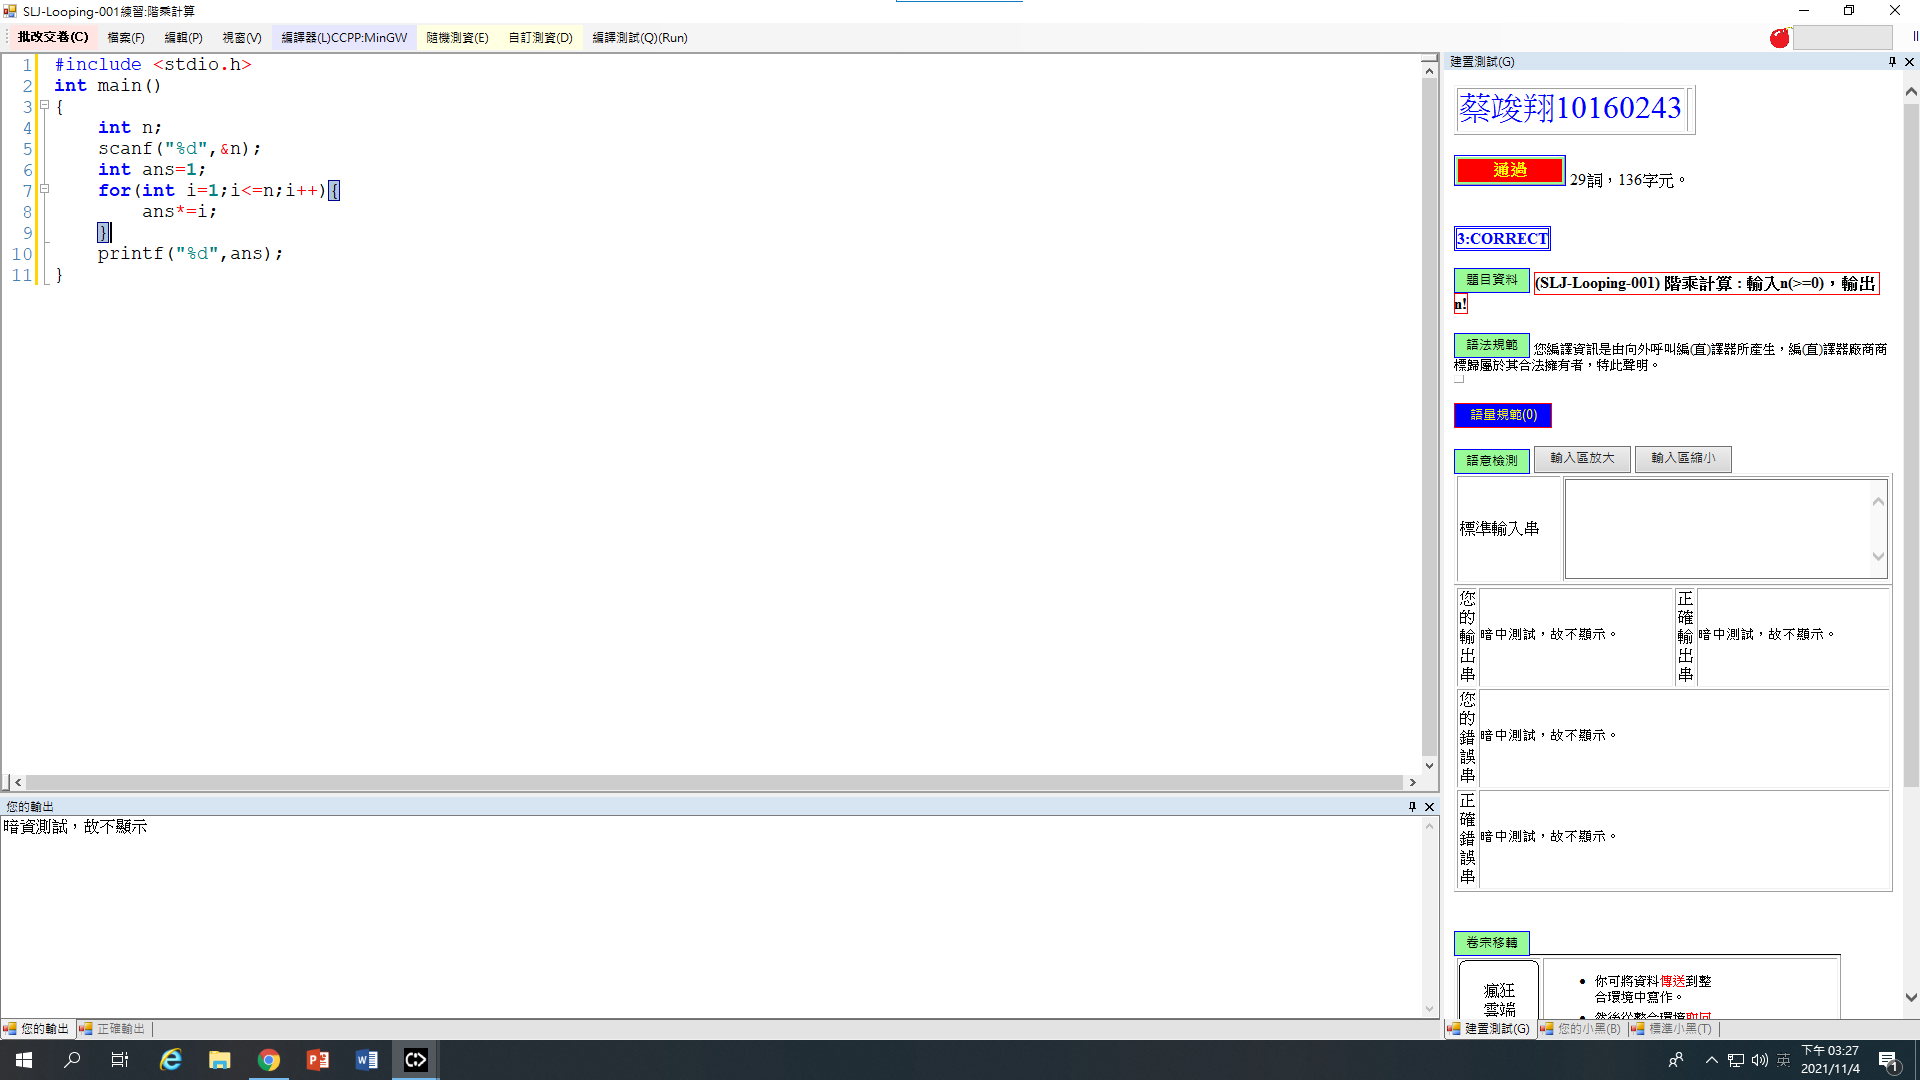 SLJ-Looping-001練習:階乘計算
批改交卷(C) 檔案(F) 編輯(P) 視窗(V) 編譯器(L)CCPP:MinGW 隨機測資(E) 自訂測資(D) 編譯測試(Q)(Run)
1 #include <stdio.h>
2 int main()
3 {
4 int n;
5 scanf("%d",&n);
6 int ans=1;
7 for(int i=1;i<=n;i++){
8 ans*=i;
9 }
10 printf("%d",ans);
11 }
您的輸出
暗資測試，故不顯示
您的輸出 正確輸出
建置測試(G)
蔡竣翔10160243
通過 29詞，136字元。
3:CORRECT
題目資料 (SLJ-Looping-001) 階乘計算：輸入n(>=0)，輸出
n!
語法規範 您編譯資訊是由向外呼叫編(直)譯器所產生，編(直)譯器廠商商
標歸屬於其合法擁有者，特此聲明。
語量規範(0)
語意檢測 輸入區放大 輸入區縮小
標準輸入串
您的輸出串 暗中測試，故不顯示。 正確輸出串 暗中測試，故不顯示。
您的錯誤串 暗中測試，故不顯示。
正確錯誤串 暗中測試，故不顯示。
卷宗移轉
瘋狂
雲端
你可將資料傳送到整
合環境中寫作。
然後從整合環境取回
建置測試(G) 您的小黑(B) 標準小黑(T)
英
下午 03:27
2021/11/4
1